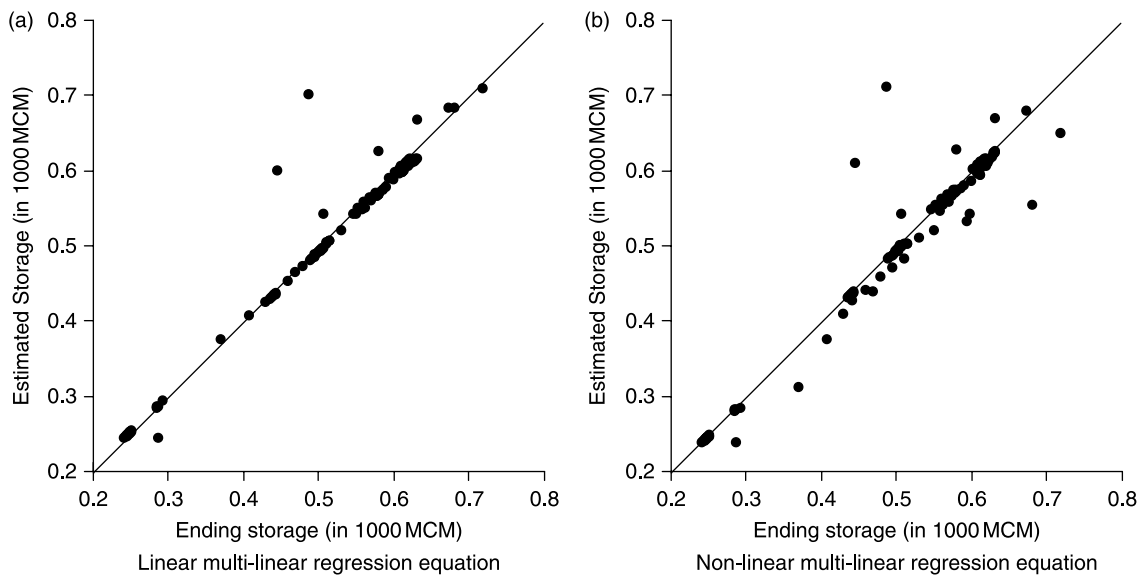 (a)
0.8
0.7
0.6
0.5
0.4
0.3
0.2
Estimated Storage (in 1000 MCM)
0.2 0.3 0.4 0.5 0.6 0.7 0.8
Ending storage (in 1000 MCM)
Linear multi-linear regression equation
(b)
0.8
0.7
0.6
0.5
0.4
0.3
0.2
Estimated Storage (in 1000 MCM)
0.2 0.3 0.4 0.5 0.6 0.7 0.8
Ending storage (in 1000 MCM)
Non-linear multi-linear regression equation